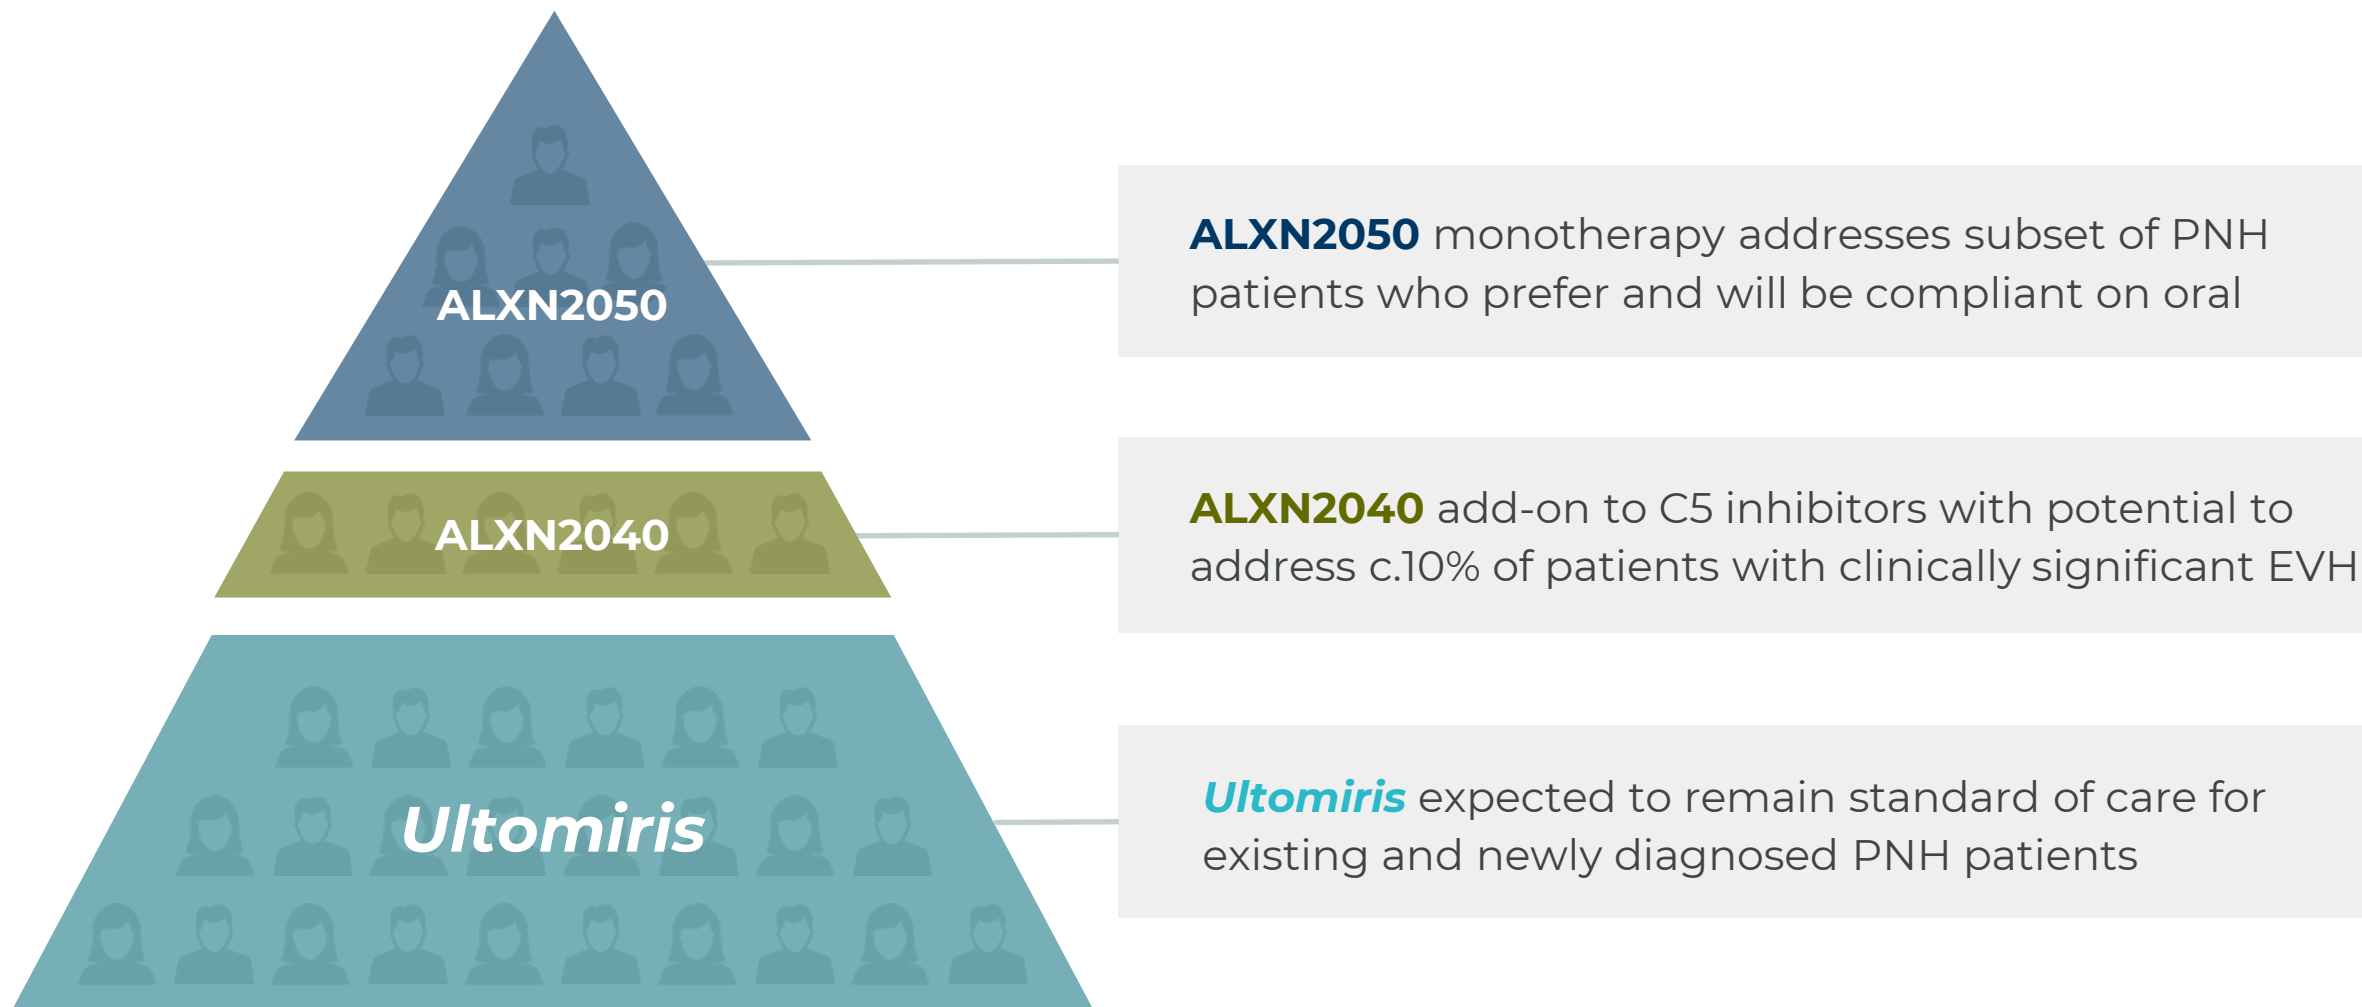 ALXN2050
ALXN2050 monotherapy addresses subset of PNH
patients who prefer and will be compliant on oral
ALXN2040
ALXN2040 add-on to C5 inhibitors with potential to
address c.10% of patients with clinically significant EVH
Ultomiris
Ultomiris expected to remain standard of care for
existing and newly diagnosed PNH patients